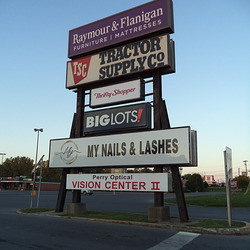 Raymour & Flanigan
FURNITURE | MATTRESSES
TSC TRACTOR
SUPPLY CO
Thrifty Shopper
BIG LOTS!
MY NAILS & LASHES
Perry Optical
VISION CENTER II